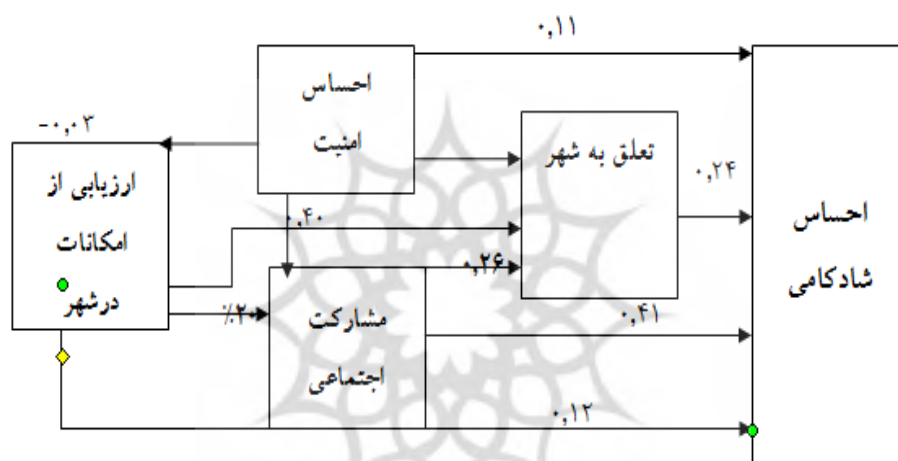 ۰,۱۱
احساس
امنیت
-۰,۰۳
تعلق به شهر
۰,۲۴
ارزیابی از
امکانات
درشهر
۰,۴۰
احساس
شادکامی
۰,۲۶
٪۲۰
مشارکت
اجتماعی
۰,۴۱
۰,۱۲